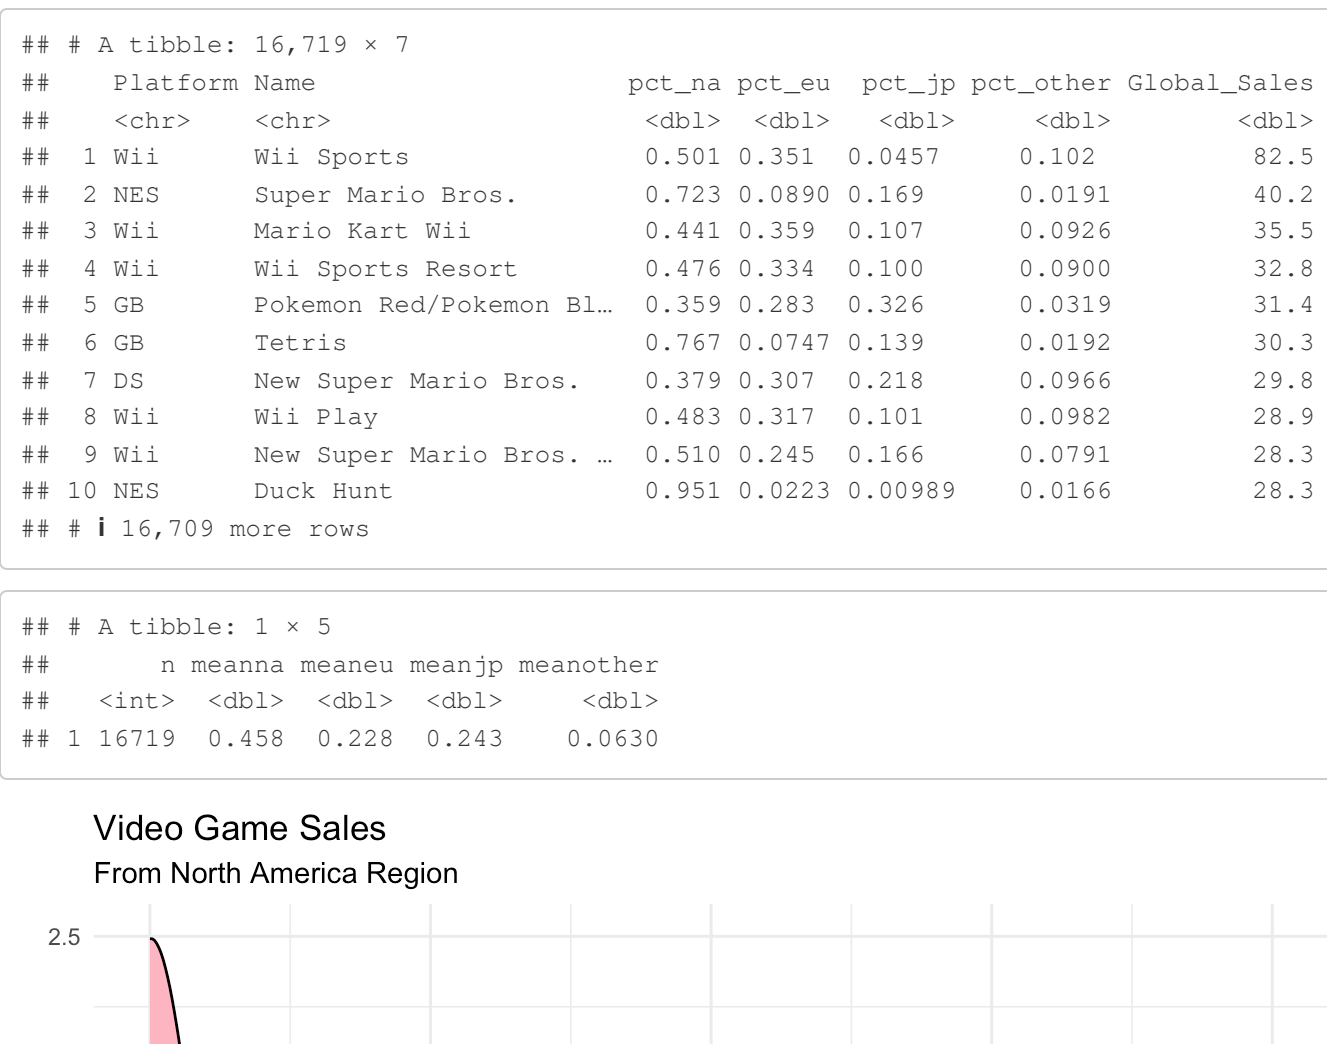 ## # A tibble: 16,719 × 7
##    Platform Name                    pct_na pct_eu  pct_jp pct_other Global_Sales
##    <chr>    <chr>                    <dbl>  <dbl>   <dbl>     <dbl>        <dbl>
##  1 Wii      Wii Sports               0.501 0.351  0.0457    0.102           82.5
##  2 NES      Super Mario Bros.        0.723 0.0890 0.169     0.0191          40.2
##  3 Wii      Mario Kart Wii           0.441 0.359  0.107     0.0926          35.5
##  4 Wii      Wii Sports Resort        0.476 0.334  0.100     0.0900          32.8
##  5 GB       Pokemon Red/Pokemon Bl…  0.359 0.283  0.326     0.0319          31.4
##  6 GB       Tetris                   0.767 0.0747 0.139     0.0192          30.3
##  7 DS       New Super Mario Bros.    0.379 0.307  0.218     0.0966          29.8
##  8 Wii      Wii Play                 0.483 0.317  0.101     0.0982          28.9
##  9 Wii      New Super Mario Bros. …  0.510 0.245  0.166     0.0791          28.3
## 10 NES      Duck Hunt                0.951 0.0223 0.00989   0.0166          28.3
## # ℹ 16,709 more rows
## # A tibble: 1 × 5
##       n meanna meaneu meanjp meanother
##   <int>  <dbl>  <dbl>  <dbl>     <dbl>
## 1 16719  0.458  0.228  0.243    0.0630
Video Game Sales
From North America Region
2.5